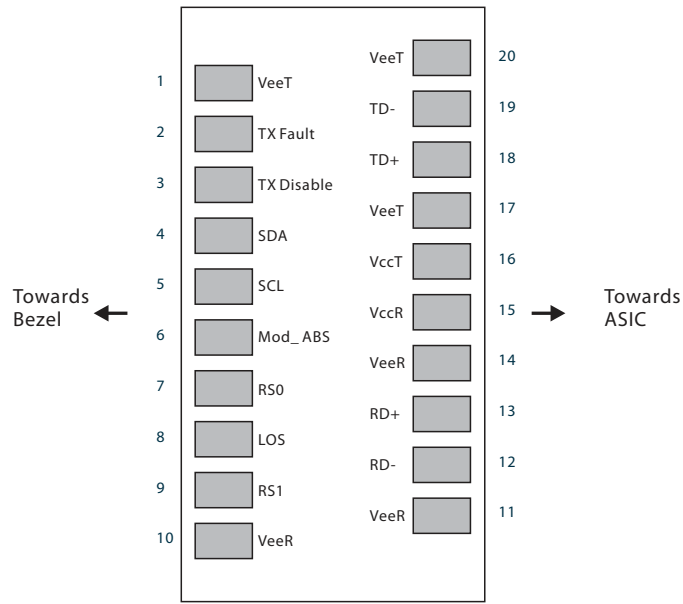 1 VeeT
2 TX Fault
3 TX Disable
4 SDA
5 SCL
6 Mod_ ABS
7 RS0
8 LOS
9 RS1
10 VeeR
VeeT 20
TD- 19
TD+ 18
VeeT 17
VccT 16
VccR 15
VeeR 14
RD+ 13
RD- 12
VeeR 11
Towards
Bezel
Towards
ASIC